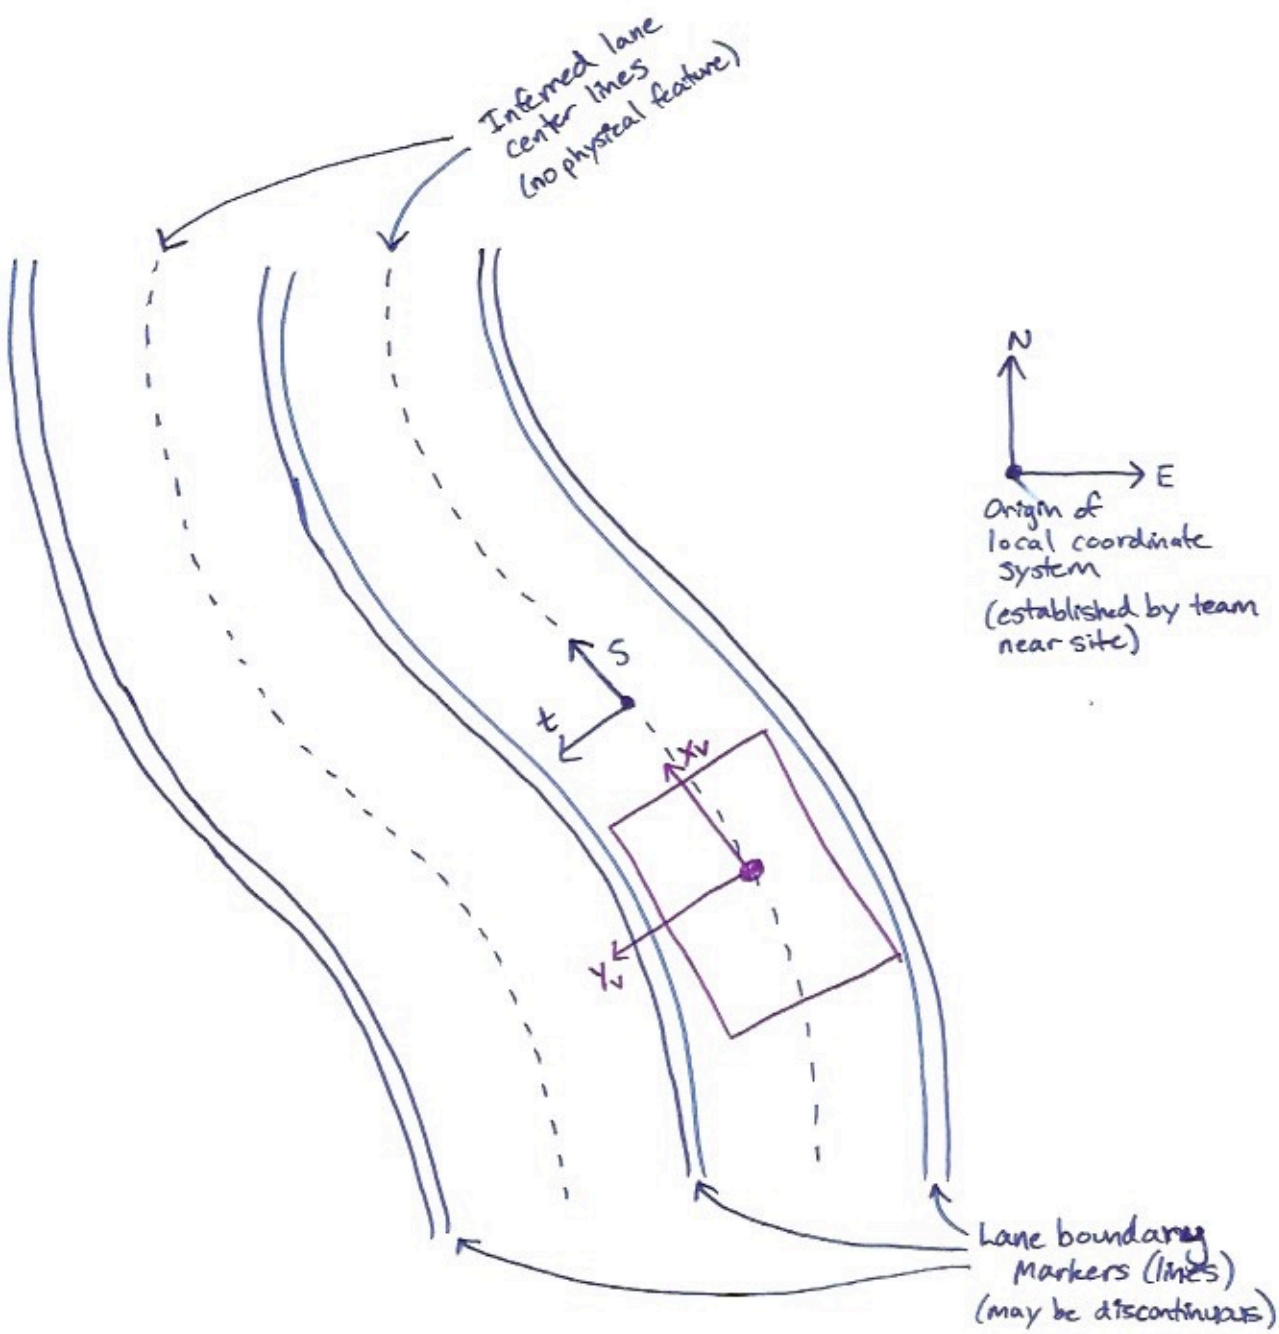 Inferred lane
center lines
(no physical feature)
N
E
Origin of
local coordinate
system
(established by team
near site)
S
t
Xv
Yv
Lane boundary
Markers (lines)
(may be discontinuous)